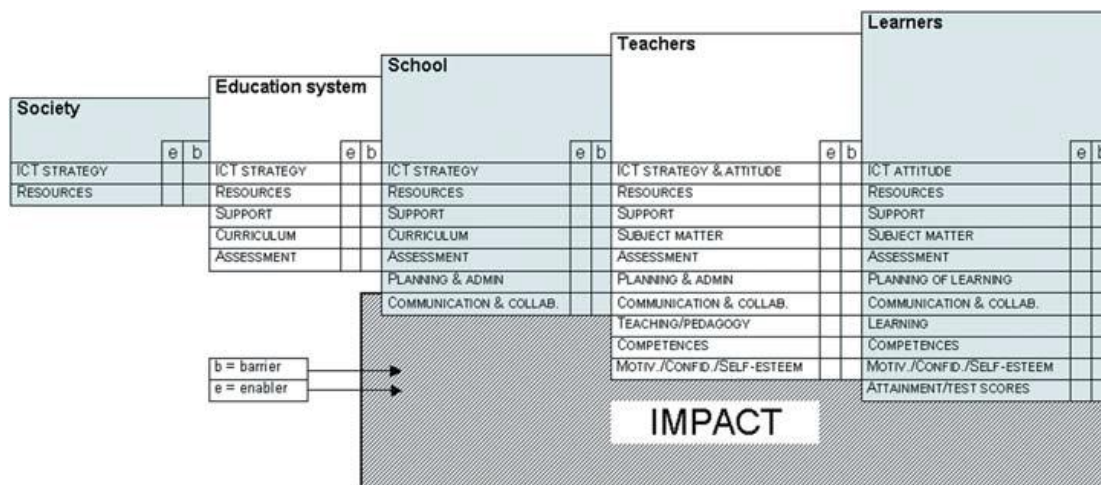 Society
e b
ICT STRATEGY
RESOURCES
Education system
e b
ICT STRATEGY
RESOURCES
SUPPORT
CURRICULUM
ASSESSMENT
School
e b
ICT STRATEGY
RESOURCES
SUPPORT
CURRICULUM
ASSESSMENT
PLANNING & ADMIN
COMMUNICATION & COLLAB.
Teachers
e b
ICT STRATEGY & ATTITUDE
RESOURCES
SUPPORT
SUBJECT MATTER
ASSESSMENT
PLANNING & ADMIN
COMMUNICATION & COLLAB.
TEACHING/PEDAGOGY
COMPETENCES
MOTIV./CONFID./SELF-ESTEEM
Learners
e b
ICT ATTITUDE
RESOURCES
SUPPORT
SUBJECT MATTER
ASSESSMENT
PLANNING OF LEARNING
COMMUNICATION & COLLAB.
LEARNING
COMPETENCES
MOTIV./CONFID./SELF-ESTEEM
ATTAINMENT/TEST SCORES
b = barrier
e = enabler
IMPACT